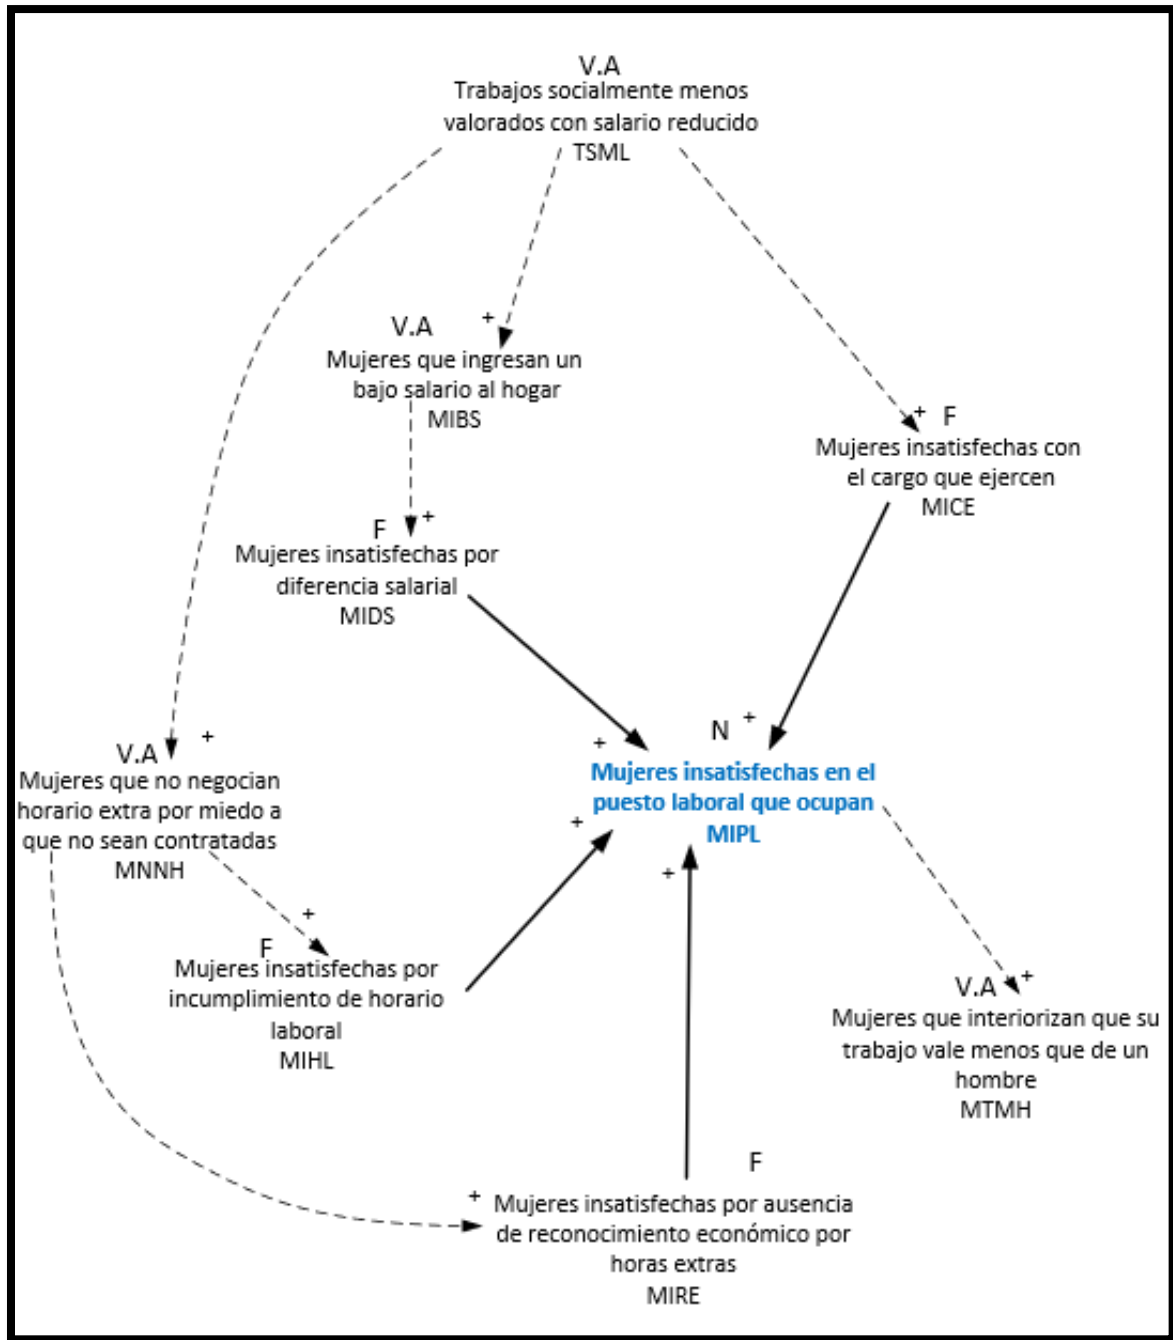 V.A
Trabajos socialmente menos
valorados con salario reducido
TSML
V.A
+
Mujeres que ingresan un
bajo salario al hogar
MIBS
+ F
Mujeres insatisfechas con
el cargo que ejercen
MICE
F +
Mujeres insatisfechas por
diferencia salarial
MIDS
V.A +
Mujeres que no negocian
horario extra por miedo a
que no sean contratadas
MNNH
N +
+
Mujeres insatisfechas en el
puesto laboral que ocupan
MIPL
+
+
+
F
Mujeres insatisfechas por
incumplimiento de horario
laboral
MIHL
V.A +
Mujeres que interiorizan que su
trabajo vale menos que de un
hombre
MTMH
F
+
Mujeres insatisfechas por ausencia
de reconocimiento económico por
horas extras
MIRE